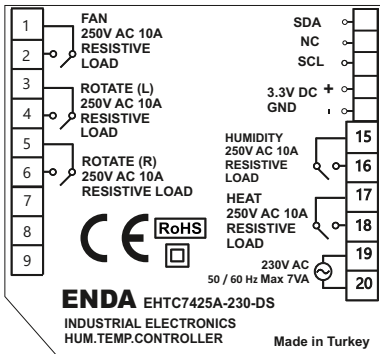 1
FAN
250V AC 10A
RESISTIVE
LOAD
2
3
ROTATE (L)
250V AC 10A
RESISTIVE
LOAD
4
5
ROTATE (R)
250V AC 10A
RESISTIVE LOAD
6
7
8
9
SDA
NC
SCL
3.3V DC +
GND -
15
HUMIDITY
250V AC 10A
RESISTIVE
LOAD
16
17
HEAT
250V AC 10A
RESISTIVE
LOAD
18
19
230V AC
50 / 60 Hz Max 7VA
20
CE
RoHS
ENDA EHTC7425A-230-DS
INDUSTRIAL ELECTRONICS
HUM.TEMP.CONTROLLER
Made in Turkey